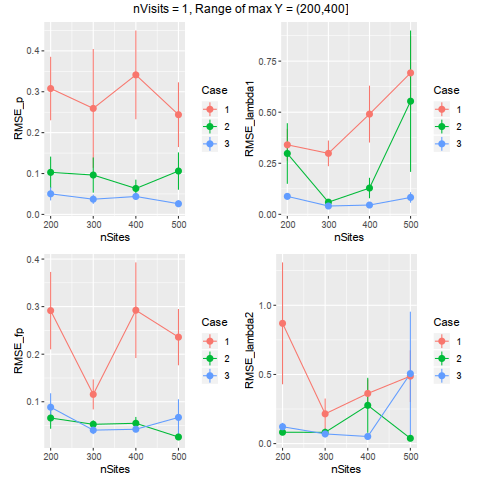 nVisits = 1, Range of max Y = (200,400]
RMSE_p
0.4
0.3
0.2
0.1
0.0
200 300 400 500
nSites
Case
1
2
3
RMSE_lambda1
0.75
0.50
0.25
0.00
200 300 400 500
nSites
Case
1
2
3
RMSE_fp
0.4
0.3
0.2
0.1
200 300 400 500
nSites
Case
1
2
3
RMSE_lambda2
1.0
0.5
0.0
200 300 400 500
nSites
Case
1
2
3